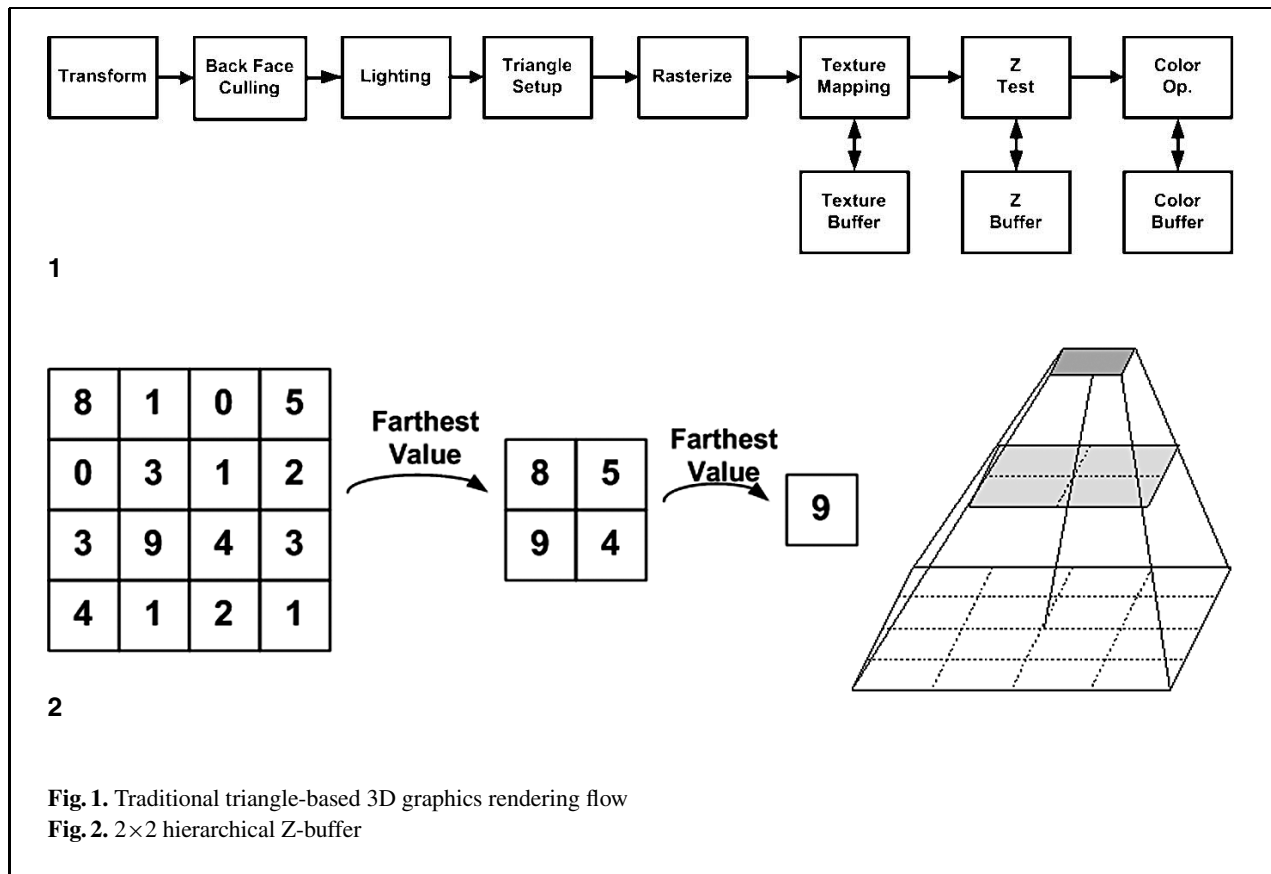 Transform
Back Face
Culling
Lighting
Triangle
Setup
Rasterize
Texture
Mapping
Z
Test
Color
Op.
Texture
Buffer
Z
Buffer
Color
Buffer
1
8 1 0 5
0 3 1 2
3 9 4 3
4 1 2 1
Farthest
Value
8 5
9 4
Farthest
Value
9
2
Fig. 1. Traditional triangle-based 3D graphics rendering flow
Fig. 2. 2×2 hierarchical Z-buffer